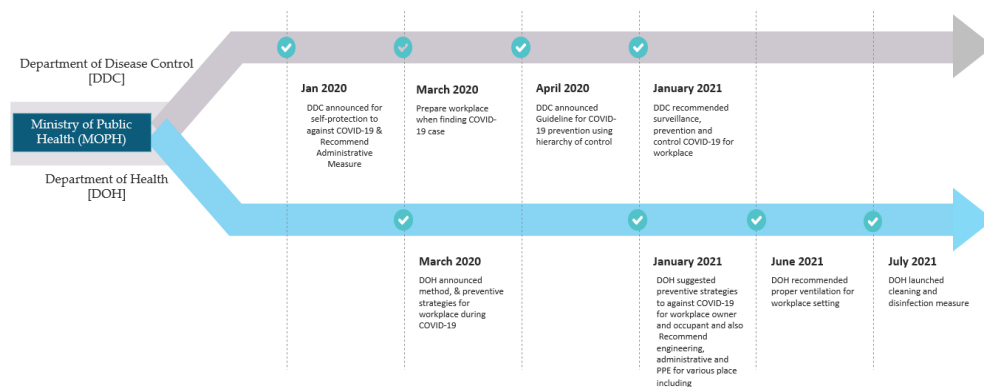 Department of Disease Control
[DDC]
Ministry of Public
Health (MOPH)
Department of Health
[DOH]
Jan 2020
DDC announced for
self-protection to
against COVID-19 &
Recommend
Administrative
Measure
March 2020
Prepare workplace
when finding COVID-
19 case
April 2020
DDC announced
Guideline for COVID-
19 prevention using
hierarchy of control
January 2021
DDC recommended
surveillance,
prevention and
control COVID-19 for
workplace
March 2020
DOH announced
method, & preventive
strategies for
workplace during
COVID-19
January 2021
DOH suggested
preventive strategies
to against COVID-19
for workplace owner
and occupant and also
Recommend
engineering,
administrative and
PPE for various place
including
June 2021
DOH recommended
proper ventilation for
workplace setting
July 2021
DOH launched
cleaning and
disinfection measure